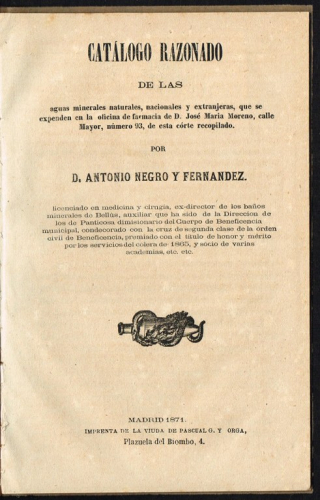 CATÁLOGO RAZONADO
DE LAS
aguas minerales naturales, nacionales y extranjeras, que se
expenden en la oficina de farmacia de D. José Maria Moreno, calle
Mayor, número 93, de esta córte recopilado.
POR
D. ANTONIO NEGRO Y FERNANDEZ.
licenciado en medicina y cirugia, ex-director de los baños
minerales de Bellús, auxiliar que ha sido de la Direccion de
los de Panticosa dimisionario del Cuerpo de Beneficencia
municipal, condecorado con la cruz de segunda clase de la órden
civil de Beneficencia, premiado con el título de honor y mérito
por los servicios del colera de 1865, y socio de varias
academias, etc. etc.
MADRID 1871.
IMPRENTA DE LA VIUDA DE PASCUAL G. Y ORGA,
Plazuela del Biombo, 4.